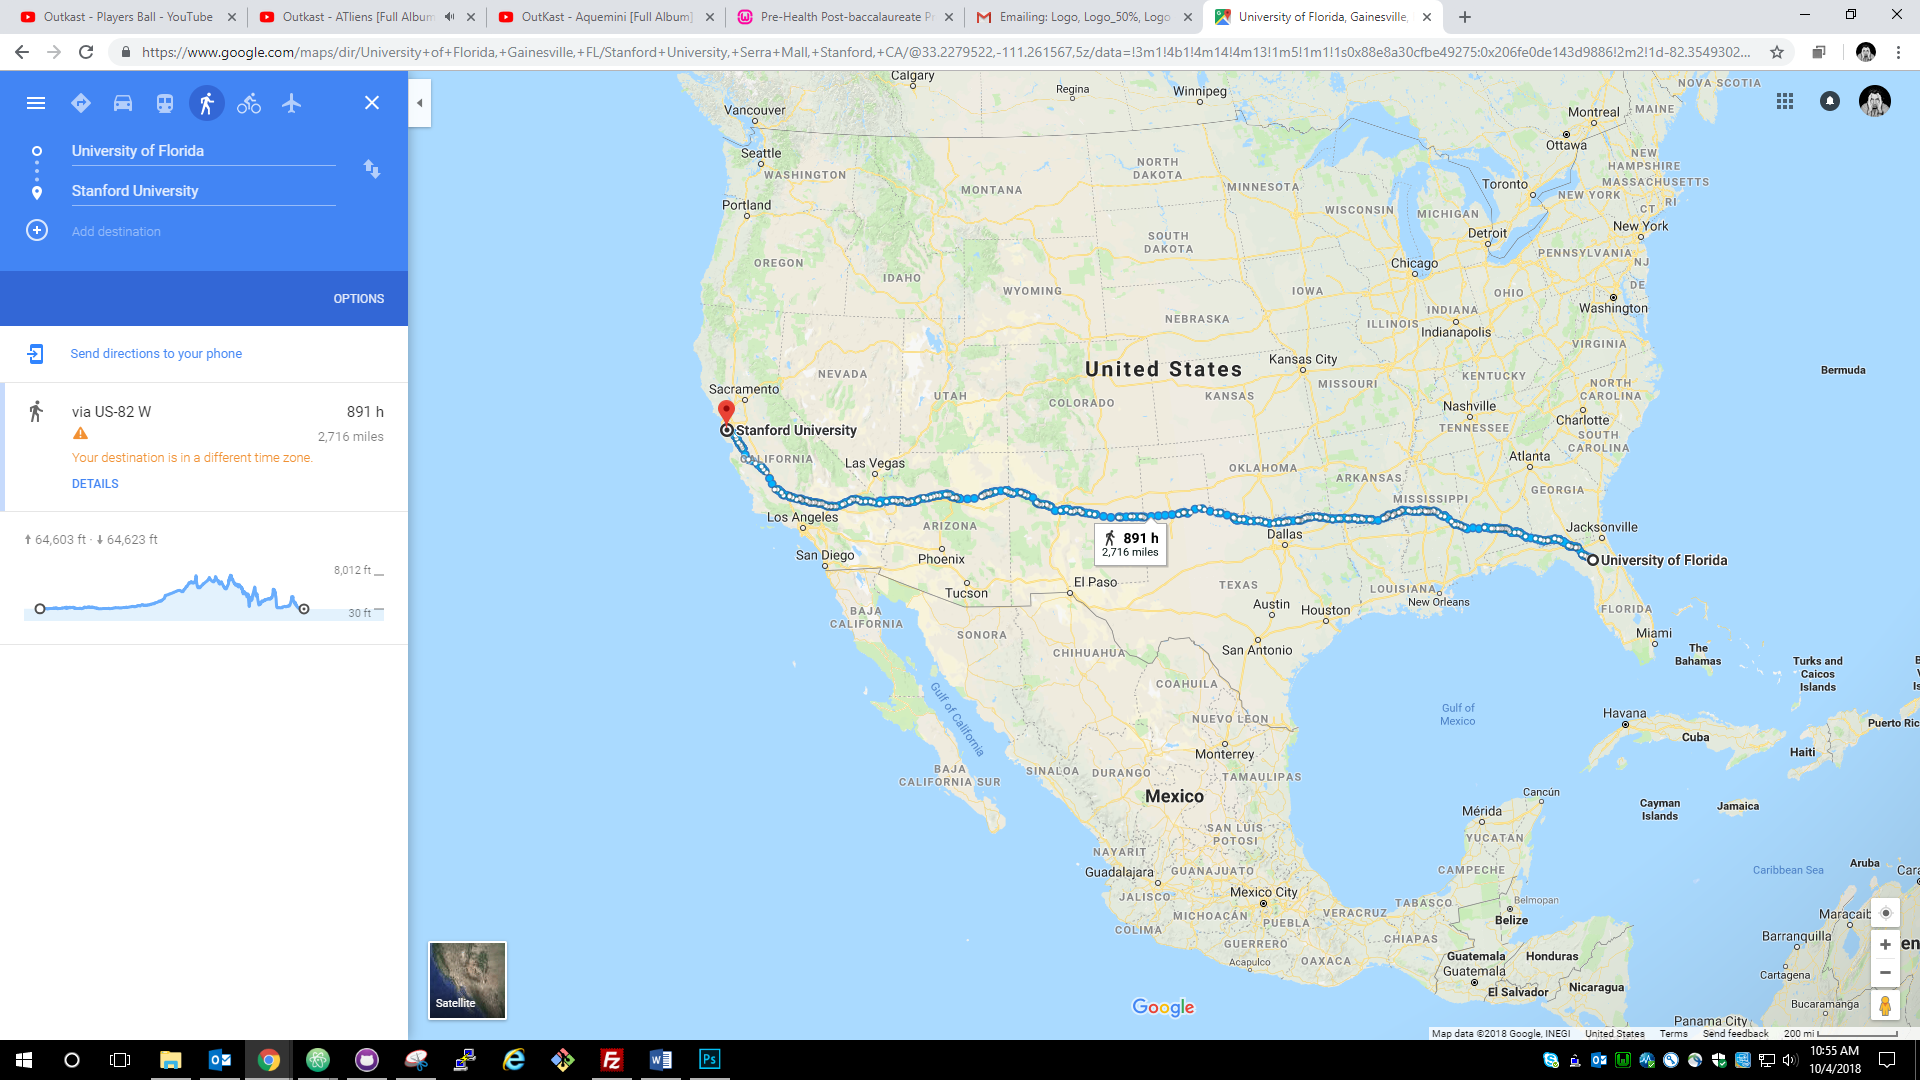 Outkast - Players Ball - YouTube
Outkast - ATliens [Full Album
OutKast - Aquemini [Full Album]
Pre-Health Post-baccalaureate Pr
Emailing: Logo, Logo_50%, Logo
University of Florida, Gainesville,
https://www.google.com/maps/dir/University+of+Florida,+Gainesville,+FL/Stanford+University,+Serra+Mall,+Stanford,+CA/@33.2279522,-111.261567,5z/data=!3m1!4b1!4m14!4m13!1m5!1m1!1s0x88e8a30cfbe49275:0x206fe0de143d9886!2m2!1d-82.3549302...
University of Florida
Stanford University
Add destination
OPTIONS
Send directions to your phone
via US-82 W
891 h
2,716 miles
Your destination is in a different time zone.
DETAILS
64,603 ft · 64,623 ft
8,012 ft
30 ft
Satellite
Calgary
Regina
Winnipeg
NOVA SCOTIA
Vancouver
Montreal
MAINE
Ottawa
Seattle
WASHINGTON
NORTH DAKOTA
MONTANA
MINNESOTA
NEW HAMPSHIRE
Toronto
MASSACHUSETTS
NEW YORK
CT
RI
Portland
WISCONSIN
MICHIGAN
SOUTH DAKOTA
Detroit
New York
OREGON
IDAHO
Chicago
PENNSYLVANIA
NJ
WYOMING
IOWA
OHIO
DE
NEBRASKA
INDIANA
Washington
ILLINOIS
Indianapolis
VIRGINIA
United States
Kansas City
Bermuda
NEVADA
Sacramento
UTAH
COLORADO
KANSAS
MISSOURI
KENTUCKY
NORTH CAROLINA
Nashville
TENNESSEE
Charlotte
SOUTH CAROLINA
Stanford University
CALIFORNIA
Las Vegas
OKLAHOMA
ARKANSAS
Atlanta
MISSISSIPPI
GEORGIA
Los Angeles
ARIZONA
Jacksonville
891 h
2,716 miles
Dallas
San Diego
Phoenix
University of Florida
Tucson
El Paso
TEXAS
LOUISIANA
New Orleans
Austin
Houston
FLORIDA
BAJA CALIFORNIA
SONORA
San Antonio
Miami
The Bahamas
CHIHUAHUA
Turks and Caicos Islands
COAHUILA
Gulf of California
Gulf of Mexico
NUEVO LEON
Havana
Puerto Ric
Cuba
Monterrey
Haiti
BAJA CALIFORNIA SUR
SINALOA
DURANGO
TAMAULIPAS
Mexico
Cancún
Mérida
Cayman Islands
Jamaica
SAN LUIS POTOSI
YUCATAN
NAYARIT
Guadalajara
GUANAJUATO
CAMPECHE
Caribbean Sea
Aruba
JALISCO
Mexico City
MICHOACÁN
PUEBLA
VERACRUZ
TABASCO
Belmopan
Belize
COLIMA
GUERRERO
CHIAPAS
Maracaib
Barranquilla
Acapulco
OAXACA
Guatemala
Guatemala
Honduras
Cartagena
El Salvador
Nicaragua
Bucaramanga
Panama City
Google
Map data ©2018 Google, INEGI
United States
Terms
Send feedback
200 mi
10:55 AM
10/4/2018